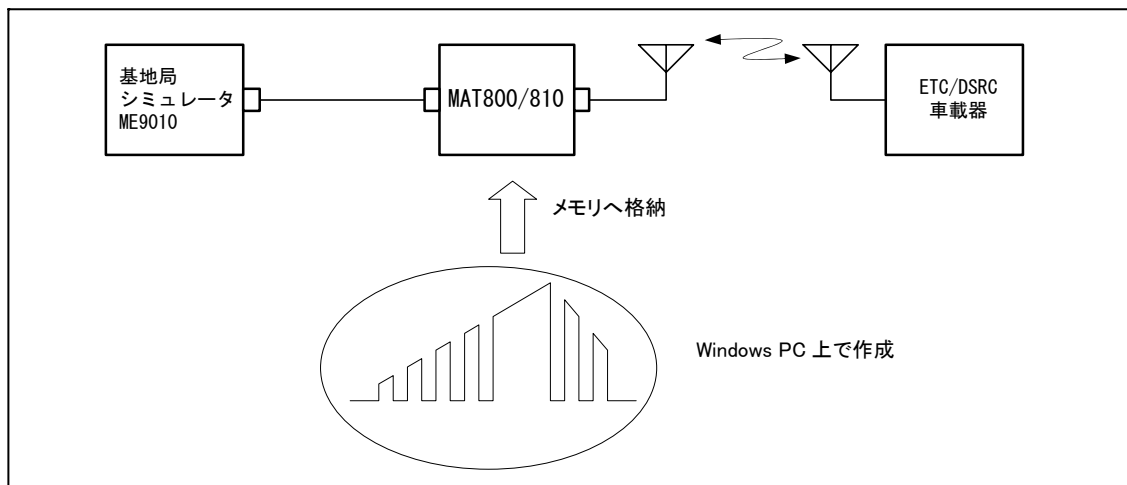 基地局
シミュレータ
ME9010
MAT800/810
ETC/DSRC
車載器
メモリへ格納
Windows PC 上で作成